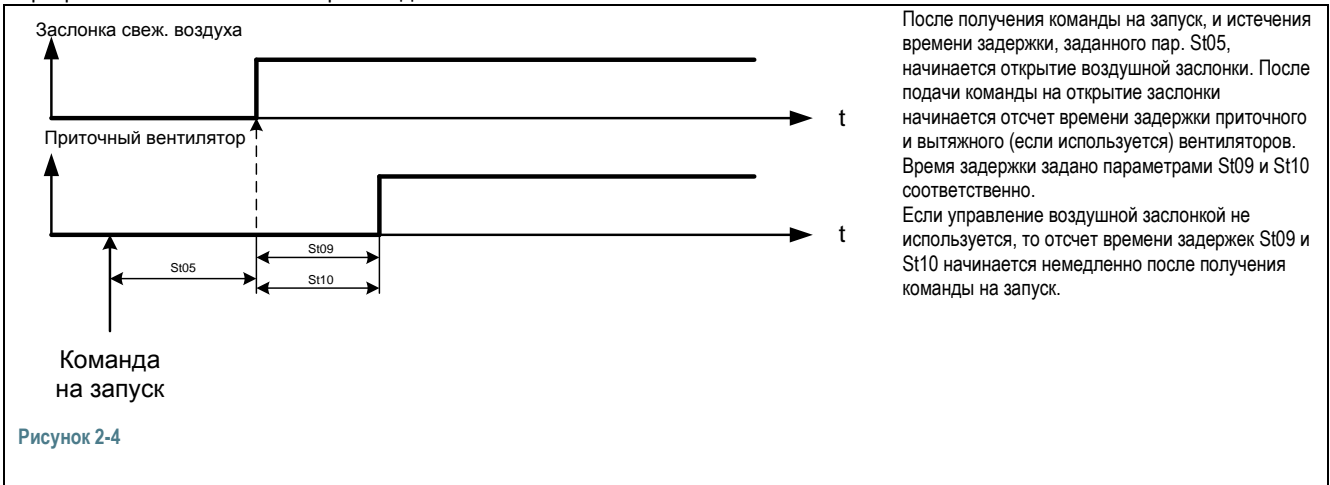 Заслонка свеж. воздуха
t
Приточный вентилятор
t
St09
St05
St10
Команда
на запуск
Рисунок 2-4
После получения команды на запуск, и истечения
времени задержки, заданного пар. St05,
начинается открытие воздушной заслонки. После
подачи команды на открытие заслонки
начинается отсчет времени задержки приточного
и вытяжного (если используется) вентиляторов.
Время задержки задано параметрами St09 и St10
соответственно.
Если управление воздушной заслонкой не
используется, то отсчет времени задержек St09 и
St10 начинается немедленно после получения
команды на запуск.